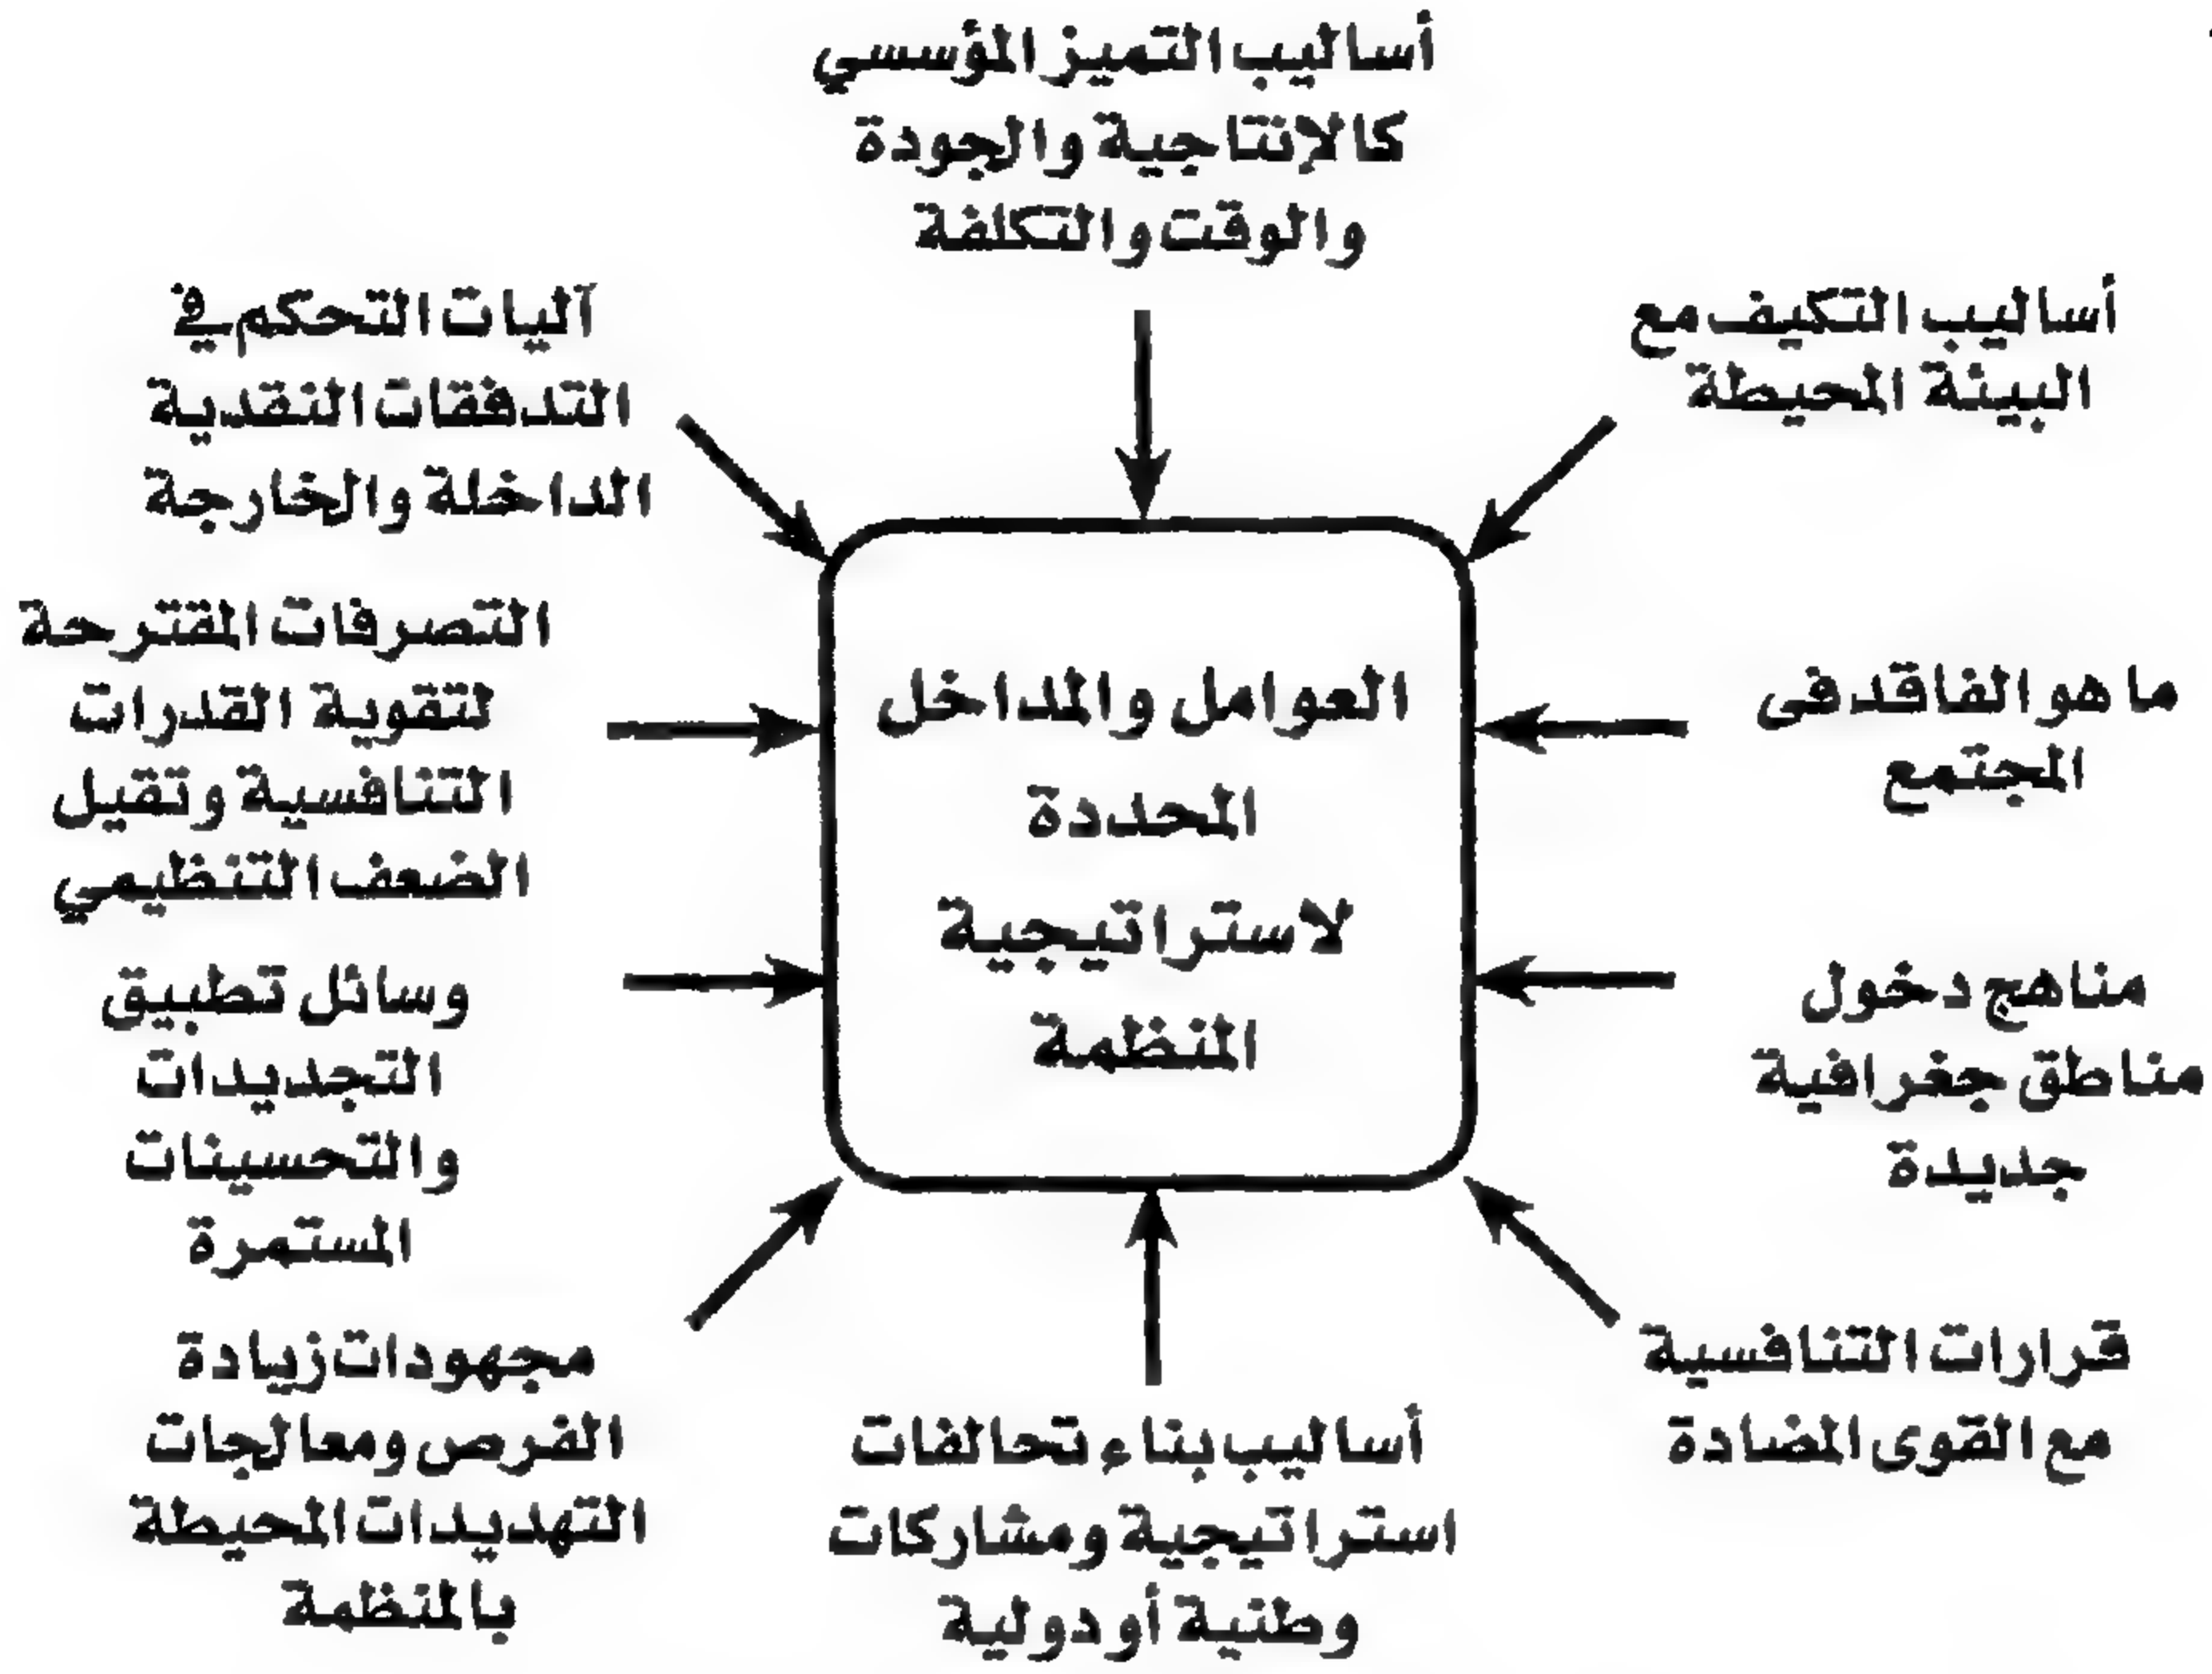 أساليب التميز المؤسسي
كالإنتاجية والجودة
والوقت والتكلفة
أساليب التكيف مع
البيئة المحيطة
ما هو الفاقد فى
المجتمع
مناهج دخول
مناطق جغرافية
جديدة
قرارات التنافسية
مع القوى المضادة
أساليب بناء تحالفات
استراتيجية ومشاركات
وطنية أو دولية
آليات التحكم في
التدفقات النقدية
الداخلة والخارجة
التصرفات المقترحة
لتقوية القدرات
التنافسية وتقيل
الضعف التنظيمي
وسائل تطبيق
التجديدات
والتحسينات
المستمرة
مجهودات زيادة
الفرص ومعالجات
التهديدات المحيطة
بالمنظمة
العوامل والمداخل
المحددة
لاستراتيجية
المنظمة